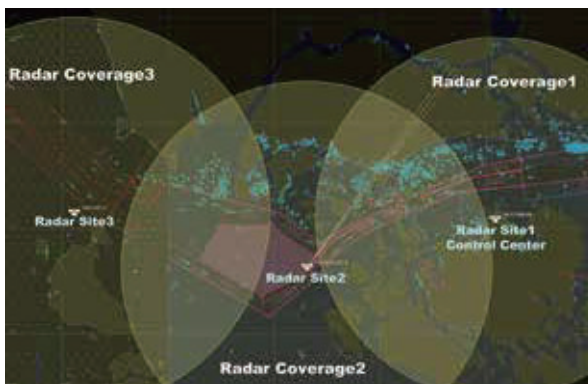 Radar Coverage3
Radar Coverage1
Radar Site3
Radar Site1
Control Center
Radar Site2
Radar Coverage2